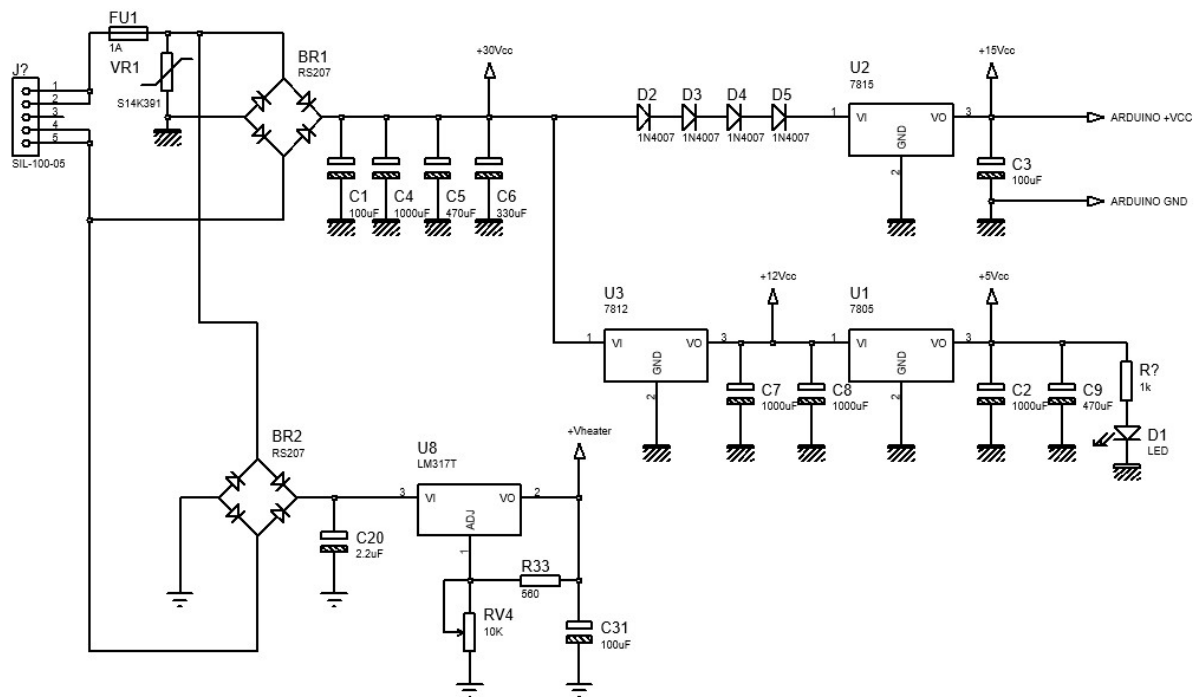 FU1
1A
VR1
S14K391
J?
1
2
3
4
5
SIL-100-05
BR1
RS207
+30Vcc
C1
100uF
C4
1000uF
C5
470uF
C6
330uF
D2
1N4007
D3
1N4007
D4
1N4007
D5
1N4007
U2
7815
1
VI
VO
3
GND
2
+15Vcc
C3
100uF
ARDUINO +VCC
ARDUINO GND
U3
7812
1
VI
VO
3
GND
2
+12Vcc
C7
1000uF
C8
1000uF
U1
7805
1
VI
VO
3
GND
2
+5Vcc
C2
1000uF
C9
470uF
R?
1k
D1
LED
BR2
RS207
C20
2.2uF
U8
LM317T
3
VI
VO
2
ADJ
1
+Vheater
R33
560
RV4
10K
C31
100uF